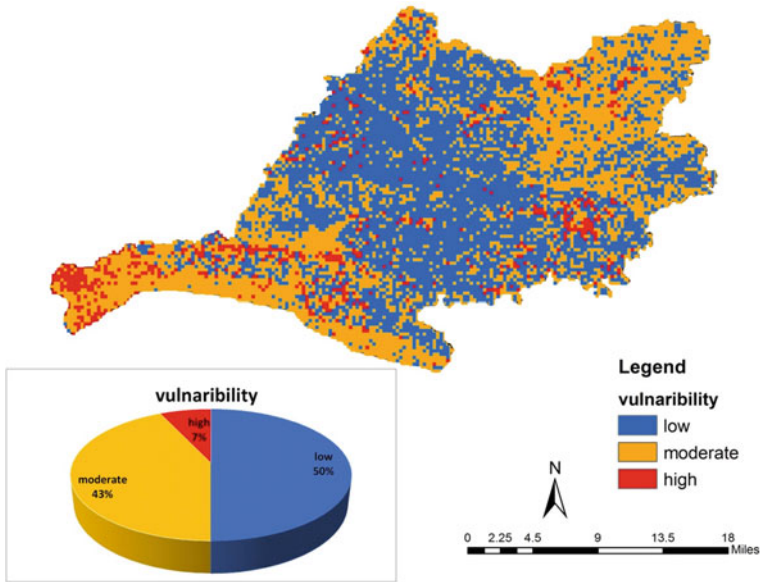 vulnaribility
high
7%
low
50%
moderate
43%
Legend
vulnaribility
low
moderate
high
N
0 2.25 4.5 9 13.5 18
Miles